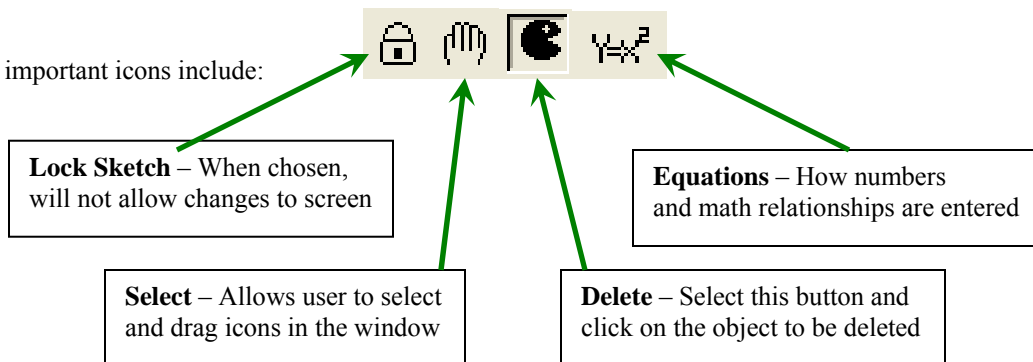 Y=x²
important icons include:
Lock Sketch – When chosen,
will not allow changes to screen
Equations – How numbers
and math relationships are entered
Select – Allows user to select
and drag icons in the window
Delete – Select this button and
click on the object to be deleted